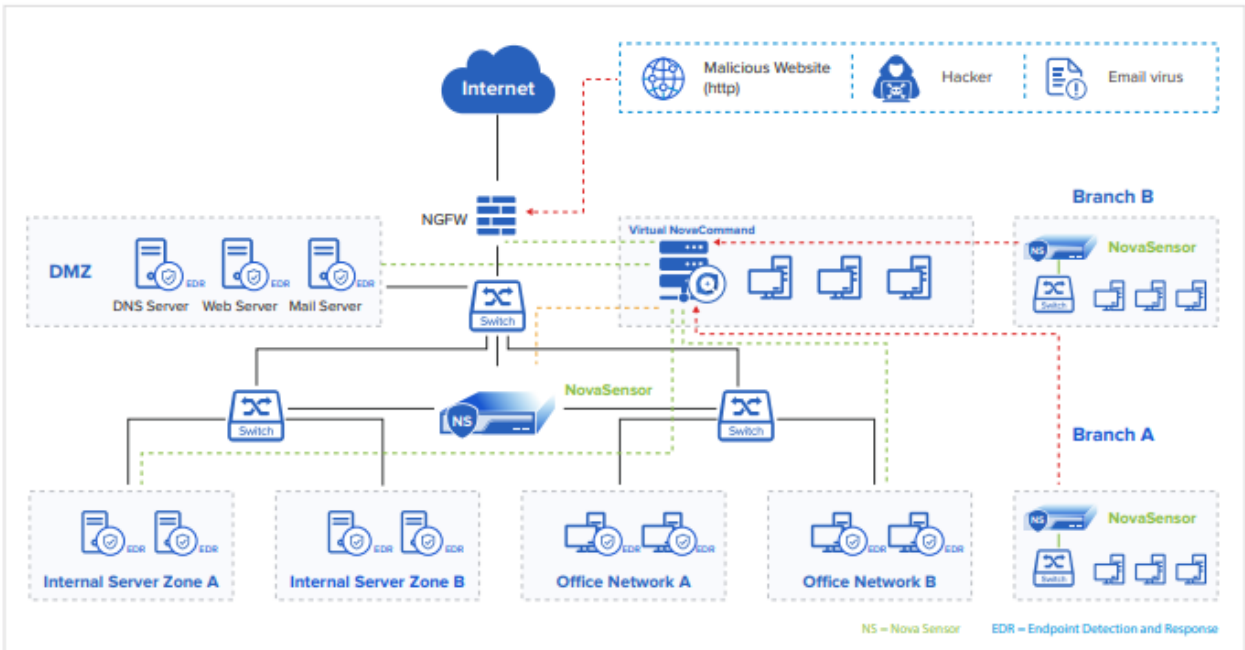 Internet
Malicious Website
(http)
Hacker
Email virus
NGFW
Branch B
DMZ
EDR
EDR
EDR
DNS Server
Web Server
Mail Server
Virtual NovaCommand
NS
NovaSensor
Switch
Switch
NovaSensor
NS
Switch
Switch
Branch A
EDR
EDR
Internal Server Zone A
EDR
EDR
Internal Server Zone B
EDR
EDR
Office Network A
EDR
EDR
Office Network B
NS
NovaSensor
Switch
NS = Nova Sensor
EDR = Endpoint Detection and Response